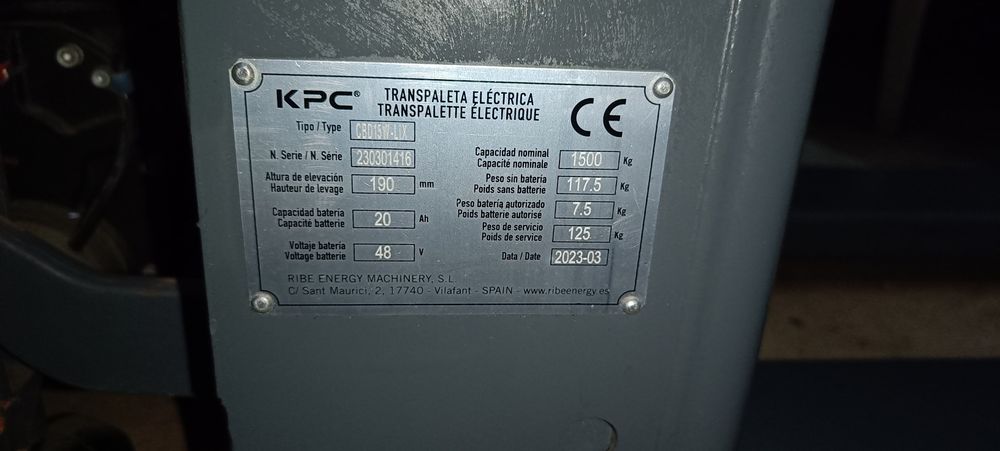 KPC® TRANSPALETA ELÉCTRICA
TRANSPALETTE ÉLECTRIQUE
CE
Tipo / Type CBD15W-LIX
N. Serie / N. Série 230301416
Altura de elevación
Hauteur de levage 190 mm
Capacidad batería
Capacité batterie 20 Ah
Voltaje batería
Voltage batterie 48 V
Capacidad nominal
Capacité nominale 1500 Kg
Peso sin batería
Poids sans batterie 117.5 Kg
Peso batería autorizado
Poids batterie autorisé 7.5 Kg
Peso de servicio
Poids de service 125 Kg
Data / Date 2023-03
RIBE ENERGY MACHINERY, S.L.
C/ Sant Maurici, 2, 17740 - Vilafant - SPAIN - www.ribeenergy.es